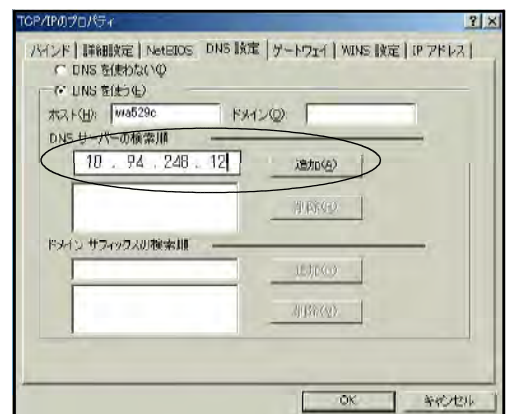 TCP/IPのプロパティ
バインド 詳細設定 NetBIOS DNS 設定 ゲートウェイ WINS 設定 IP アドレス
DNS を使わない(I)
DNS を使う(E)
ホスト(H): wa529c ドメイン(O):
DNS サーバーの検索順
10 . 94 . 248 . 12 追加(A)
削除(R)
ドメイン サフィックスの検索順
追加(D)
削除(V)
OK キャンセル